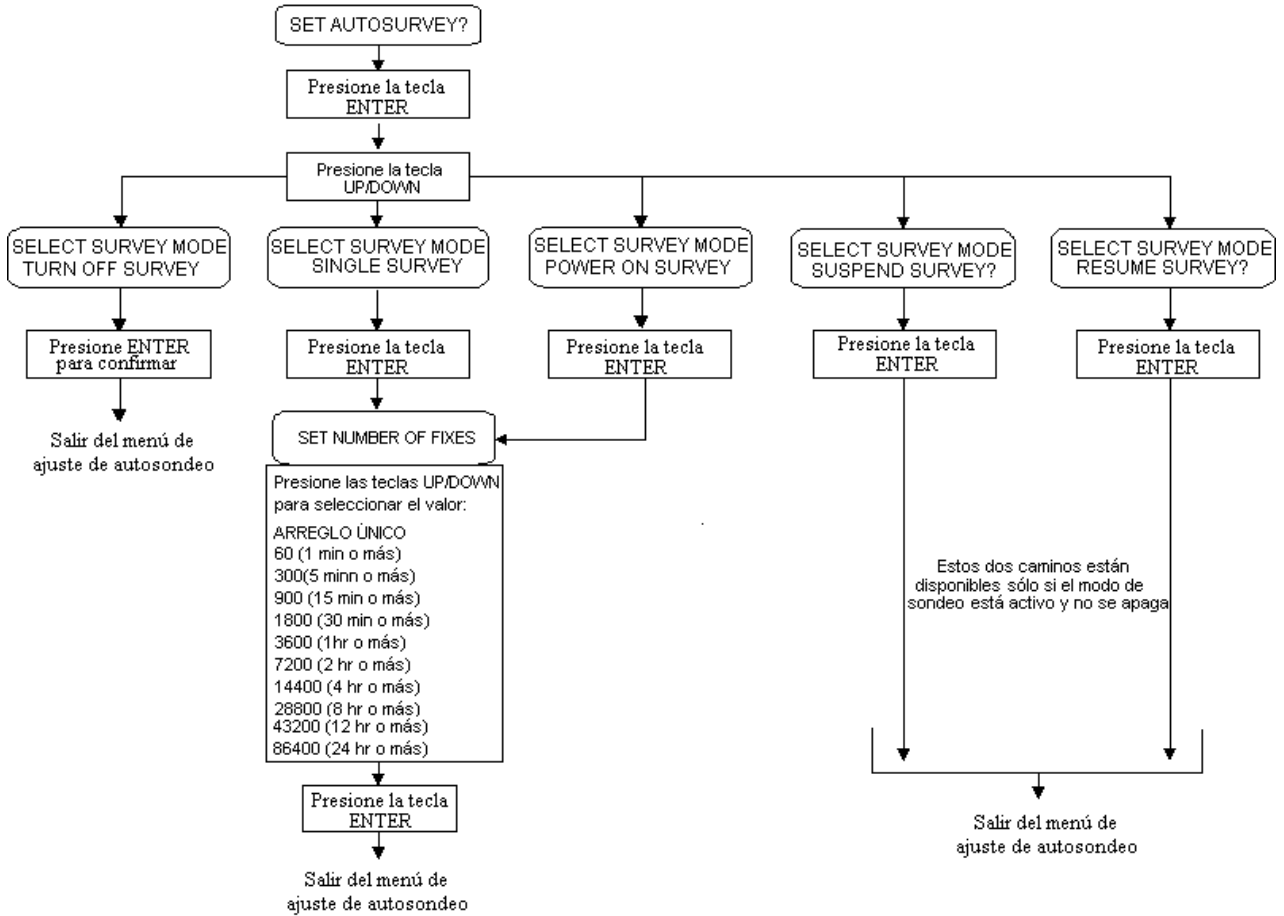 SET AUTOSURVEY?
Presione la tecla
ENTER
Presione la tecla
UP/DOWN
SELECT SURVEY MODE
TURN OFF SURVEY
SELECT SURVEY MODE
SINGLE SURVEY
SELECT SURVEY MODE
POWER ON SURVEY
SELECT SURVEY MODE
SUSPEND SURVEY?
SELECT SURVEY MODE
RESUME SURVEY?
Presione ENTER
para confirmar
Presione la tecla
ENTER
Presione la tecla
ENTER
Presione la tecla
ENTER
Presione la tecla
ENTER
Salir del menú de
ajuste de autosondeo
SET NUMBER OF FIXES
Presione las teclas UP/DOWN
para seleccionar el valor:
ARREGLO ÚNICO
60 (1 min o más)
300(5 minn o más)
900 (15 min o más)
1800 (30 min o más)
3600 (1hr o más)
7200 (2 hr o más)
14400 (4 hr o más)
28800 (8 hr o más)
43200 (12 hr o más)
86400 (24 hr o más)
Estos dos caminos están
disponibles sólo si el modo de
sondeo está activo y no se apaga
Presione la tecla
ENTER
Salir del menú de
ajuste de autosondeo
Salir del menú de
ajuste de autosondeo